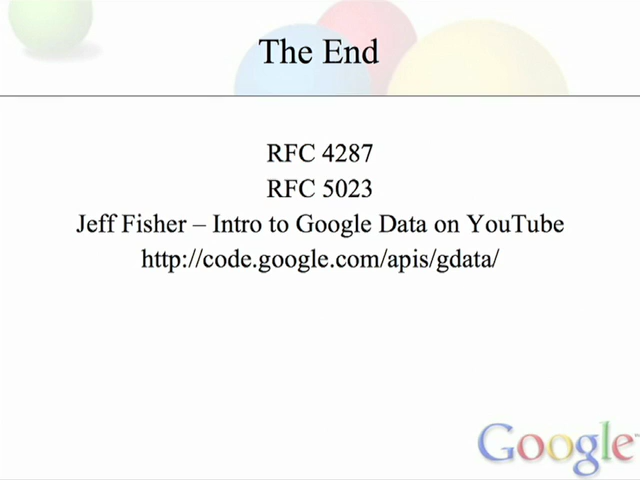 The End
RFC 4287
RFC 5023
Jeff Fisher – Intro to Google Data on YouTube
http://code.google.com/apis/gdata/
Google